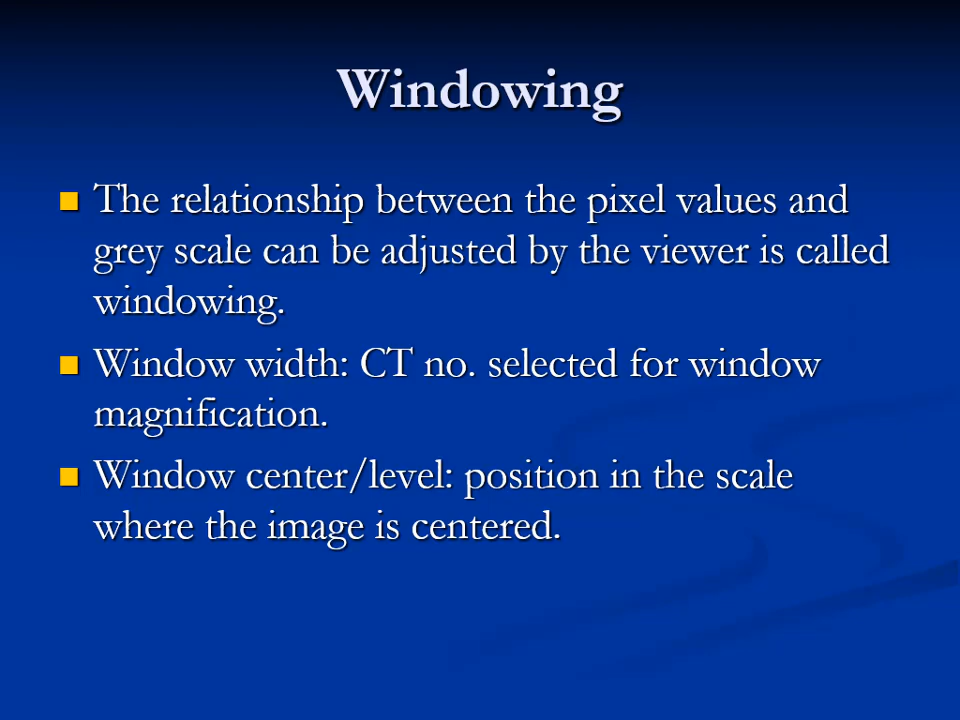 Windowing
The relationship between the pixel values and
grey scale can be adjusted by the viewer is called
windowing.
Window width: CT no. selected for window
magnification.
Window center/level: position in the scale
where the image is centered.